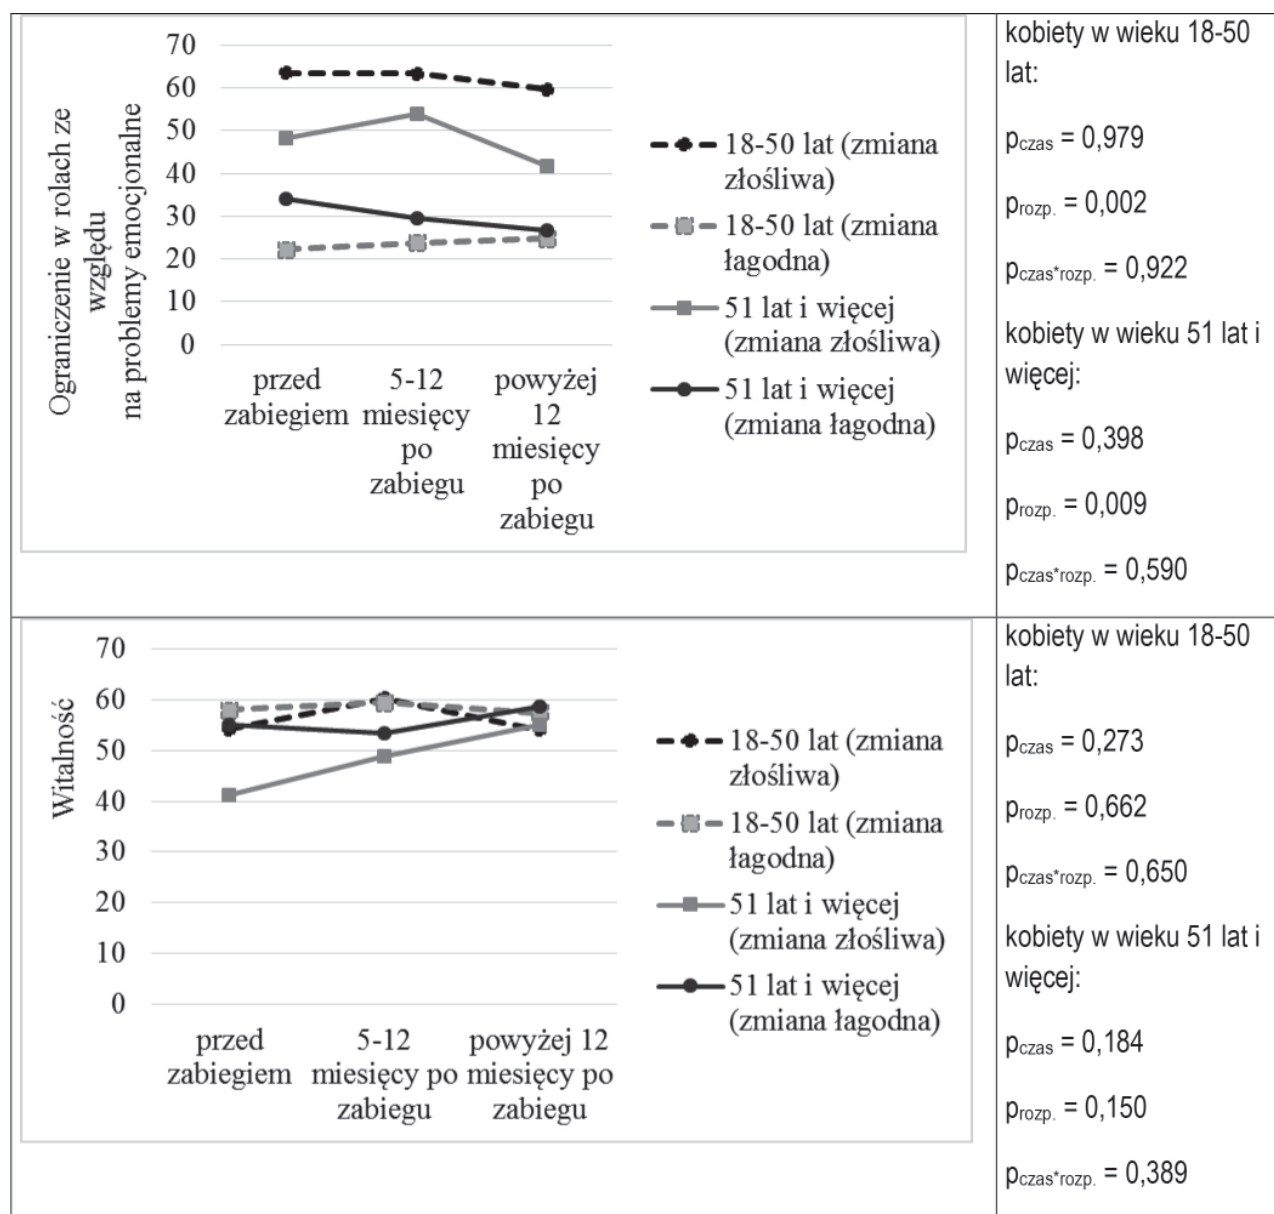 70
60
50
40
30
20
10
0
Ograniczenie w rolach ze
względu
na problemy emocjonalne
przed
zabiegiem
5-12
miesięcy
po
zabiegu
powyżej
12
miesięcy
po
zabiegu
18-50 lat (zmiana
złośliwa)
18-50 lat (zmiana
łagodna)
51 lat i więcej
(zmiana złośliwa)
51 lat i więcej
(zmiana łagodna)
kobiety w wieku 18-50
lat:
pczas = 0,979
prozp. = 0,002
pczas*rozp. = 0,922
kobiety w wieku 51 lat i
więcej:
pczas = 0,398
prozp. = 0,009
pczas*rozp. = 0,590
70
60
50
40
30
20
10
0
Witalność
przed
zabiegiem
5-12
miesięcy po
zabiegu
powyżej 12
miesięcy po
zabiegu
18-50 lat (zmiana
złośliwa)
18-50 lat (zmiana
łagodna)
51 lat i więcej
(zmiana złośliwa)
51 lat i więcej
(zmiana łagodna)
kobiety w wieku 18-50
lat:
pczas = 0,273
prozp. = 0,662
pczas*rozp. = 0,650
kobiety w wieku 51 lat i
więcej:
pczas = 0,184
prozp. = 0,150
pczas*rozp. = 0,389